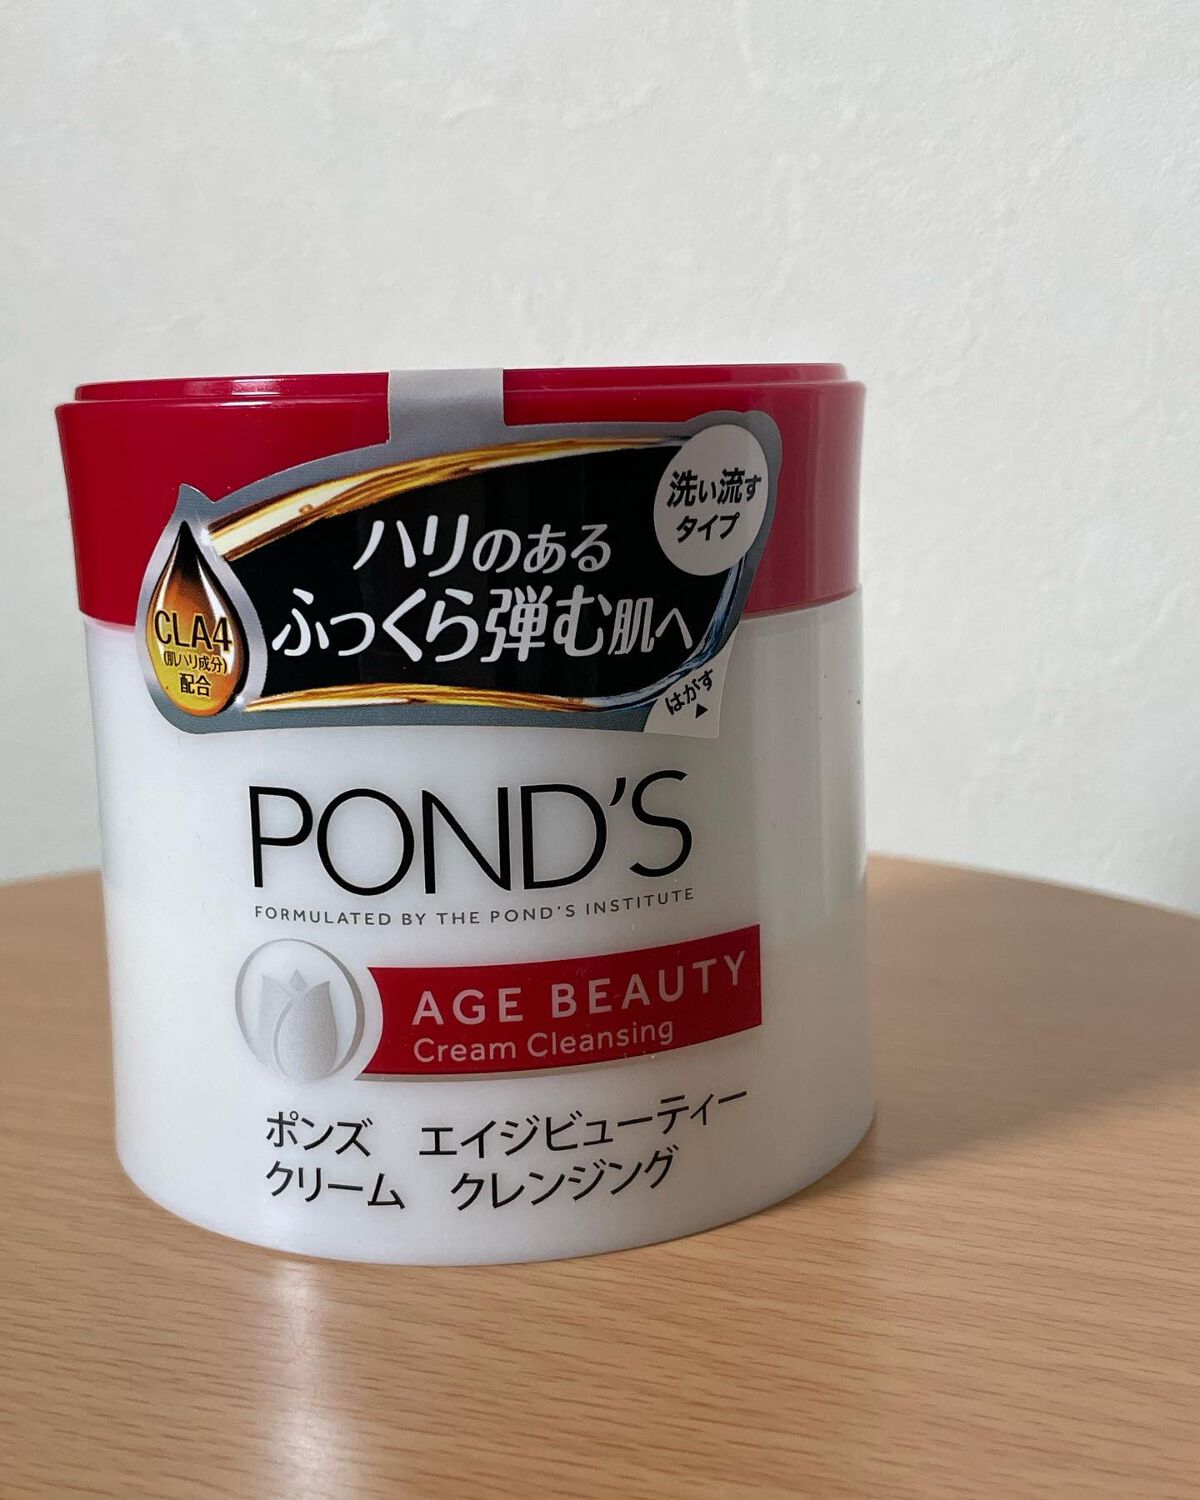 洗い流す
タイプ
ハリのある
ふっくら弾む肌へ
CLA4
(肌ハリ成分)
配合
はがす
POND'S
FORMULATED BY THE POND'S INSTITUTE
AGE BEAUTY
Cream Cleansing
ポンズ エイジビューティー
クリーム クレンジング